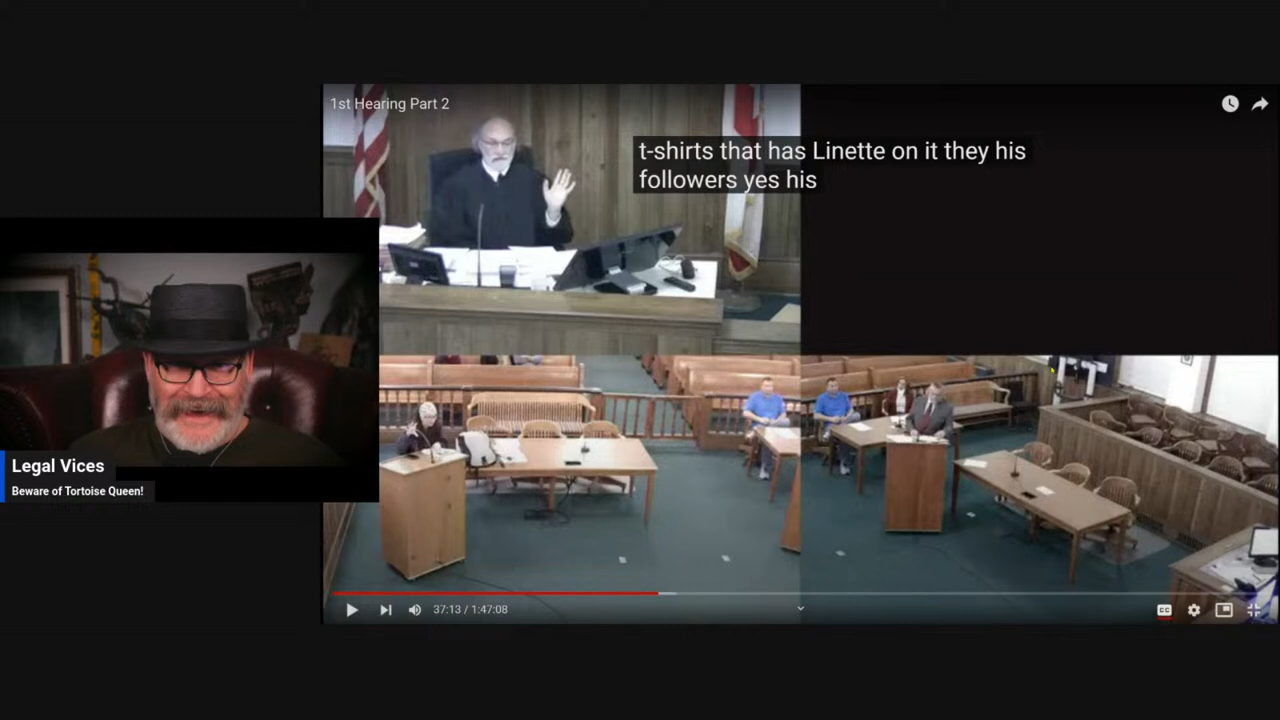 1st Hearing Part 2
t-shirts that has Linette on it they his
followers yes his
Legal Vices
Beware of Tortoise Queen!
37:13 / 1:47:08
CC